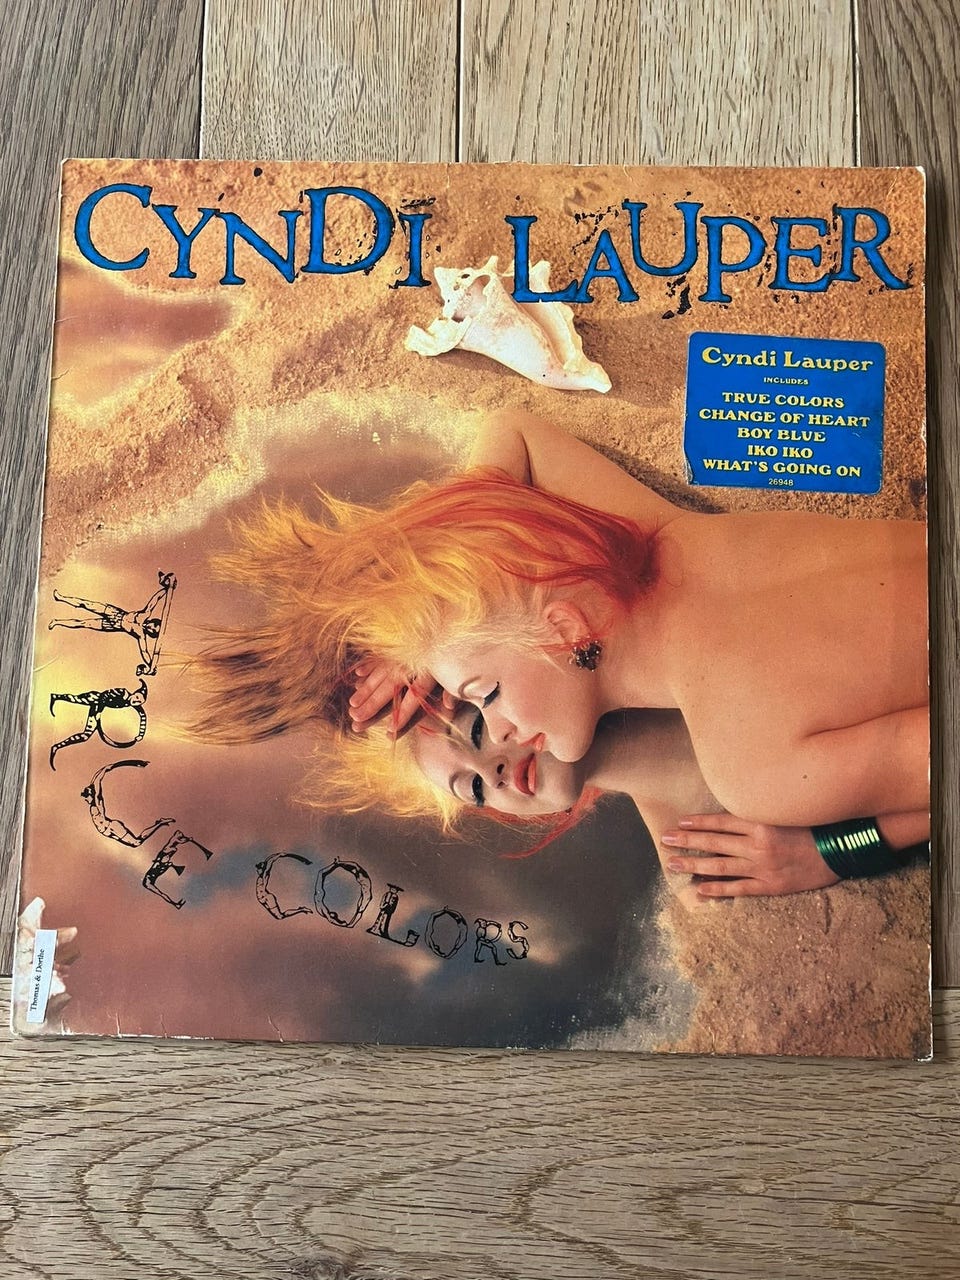 CYNDI LAUPER
Cyndi Lauper
INCLUDES
TRUE COLORS
CHANGE OF HEART
BOY BLUE
IKO IKO
WHAT'S GOING ON
26948
TRUE COLORS
Thomas & Dorthe